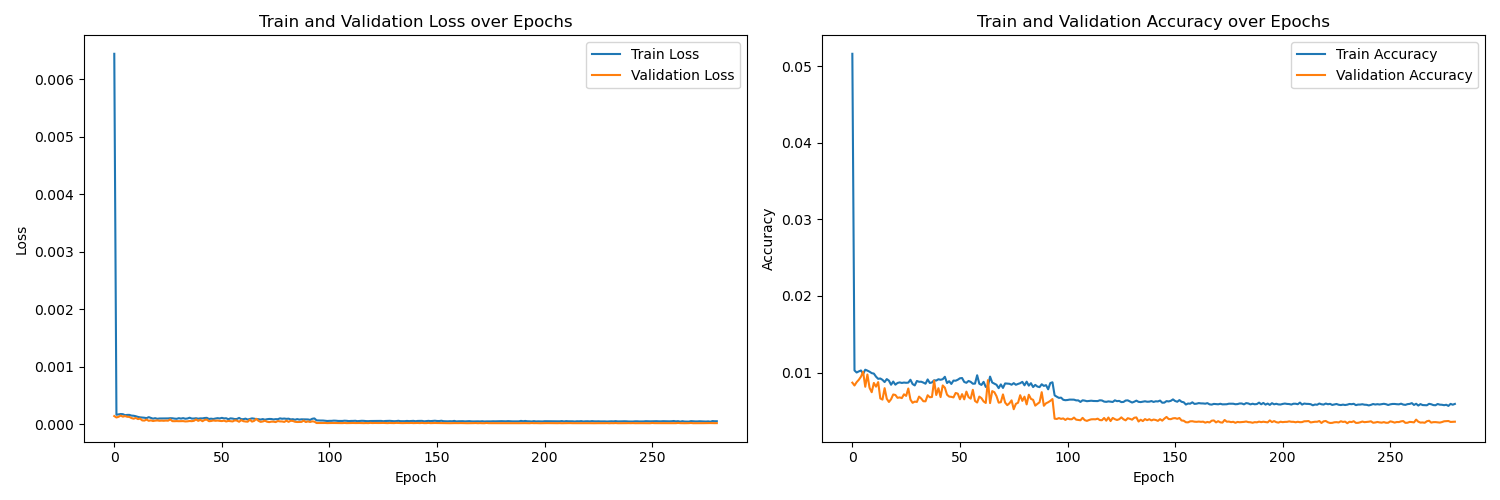 Train and Validation Loss over Epochs
Train Loss
Validation Loss
0.006
0.005
0.004
0.003
0.002
0.001
0.000
Loss
0 50 100 150 200 250
Epoch
Train and Validation Accuracy over Epochs
Train Accuracy
Validation Accuracy
0.05
0.04
0.03
0.02
0.01
Accuracy
0 50 100 150 200 250
Epoch